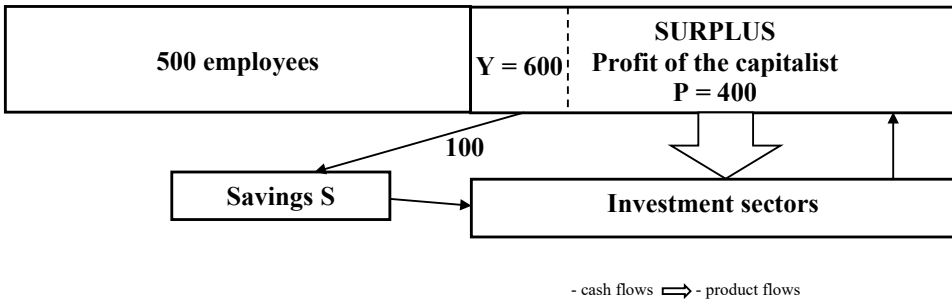 500 employees
Y = 600
SURPLUS
Profit of the capitalist
P = 400
100
Savings S
Investment sectors
- cash flows - product flows